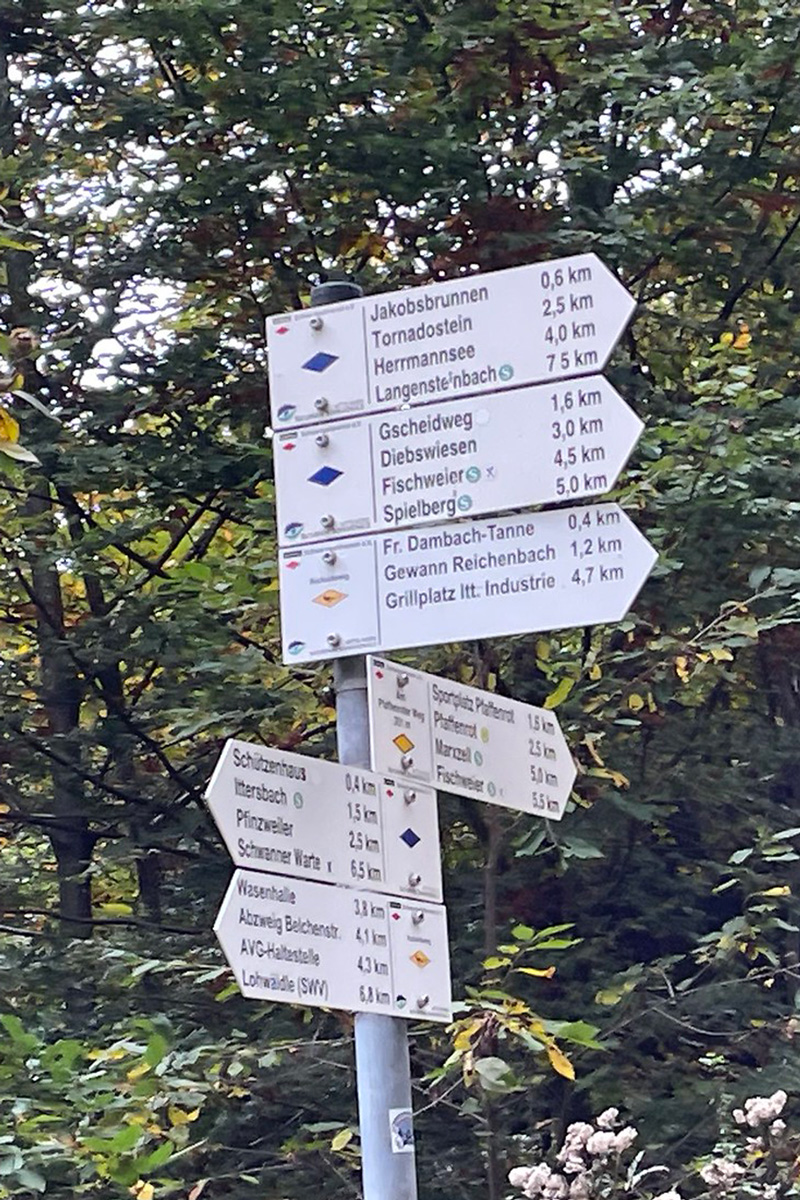 Jakobsbrunnen 0,6 km
Tornadostein 2,5 km
Herrmannsee 4,0 km
Langensteinbach S 7 5 km
Gscheidweg 1,6 km
Diebswiesen 3,0 km
Fischweier S 4,5 km
Spielberg S 5,0 km
Fr. Dambach-Tanne 0,4 km
Gewann Reichenbach 1,2 km
Grillplatz Itt. Industrie 4,7 km
Am
Pfaffenroter Weg
Sportplatz Pfaffenrot 1,6 km
Pfaffenrot 2,5 km
Marxzell S 5,0 km
Fischweier S 5,5 km
Schützenhaus 0,4 km
Ittersbach S 1,5 km
Pfinzweiler 2,5 km
Schwanner Warte 6,5 km
Wasenhalle 3,8 km
Abzweig Belchenstr. 4,1 km
AVG-Haltestelle 4,3 km
Lohwäldle (SWV) 6,8 km